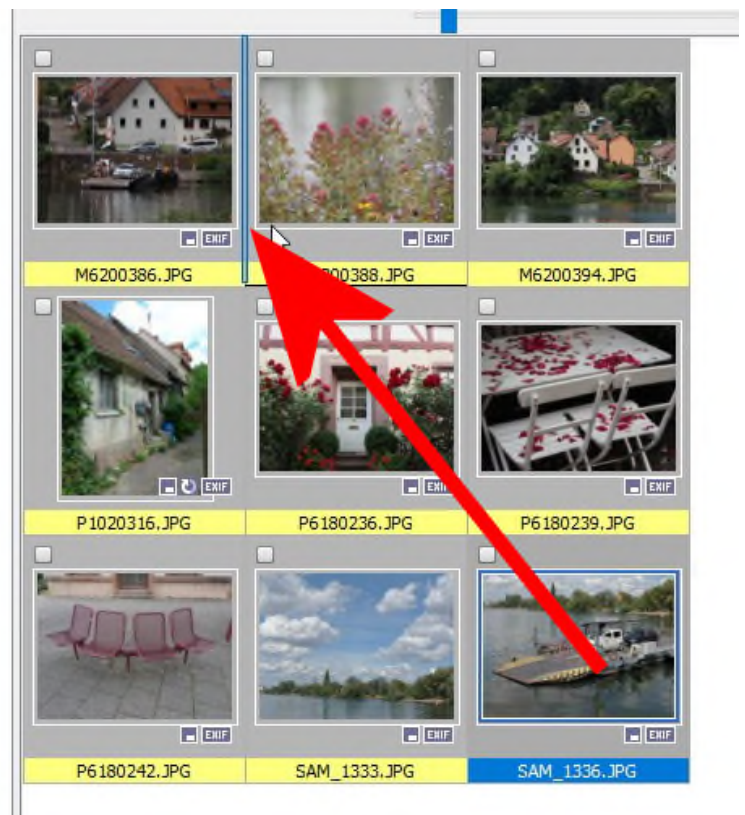 EXIF
EXIF
EXIF
M6200386.JPG
00388.JPG
M6200394.JPG
EXIF
EXIF
EXIF
P1020316.JPG
P6180236.JPG
P6180239.JPG
EXIF
EXIF
EXIF
P6180242.JPG
SAM_1333.JPG
SAM_1336.JPG